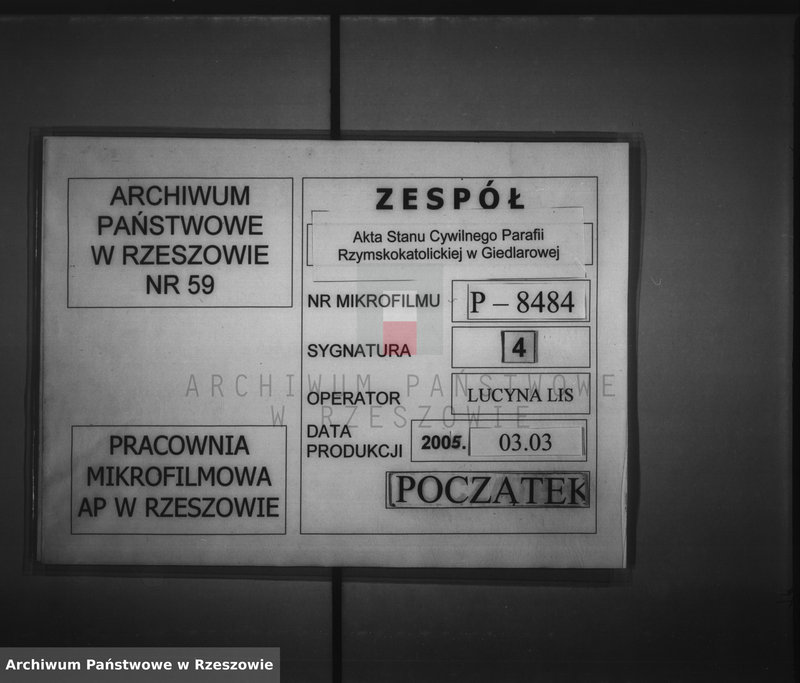 ARCHIWUM
PAŃSTWOWE
W RZESZOWIE
NR 59
ZESPÓŁ
Akta Stanu Cywilnego Parafii
Rzymskokatolickiej w Giedlarowej
NR MIKROFILMU P – 8484
SYGNATURA 4
OPERATOR LUCYNA LIS
DATA
PRODUKCJI 2005. 03.03
POCZĄTEK
PRACOWNIA
MIKROFILMOWA
AP W RZESZOWIE
ARCHIWUM PAŃSTWOWE
W RZESZOWIE
Archiwum Państwowe w Rzeszowie